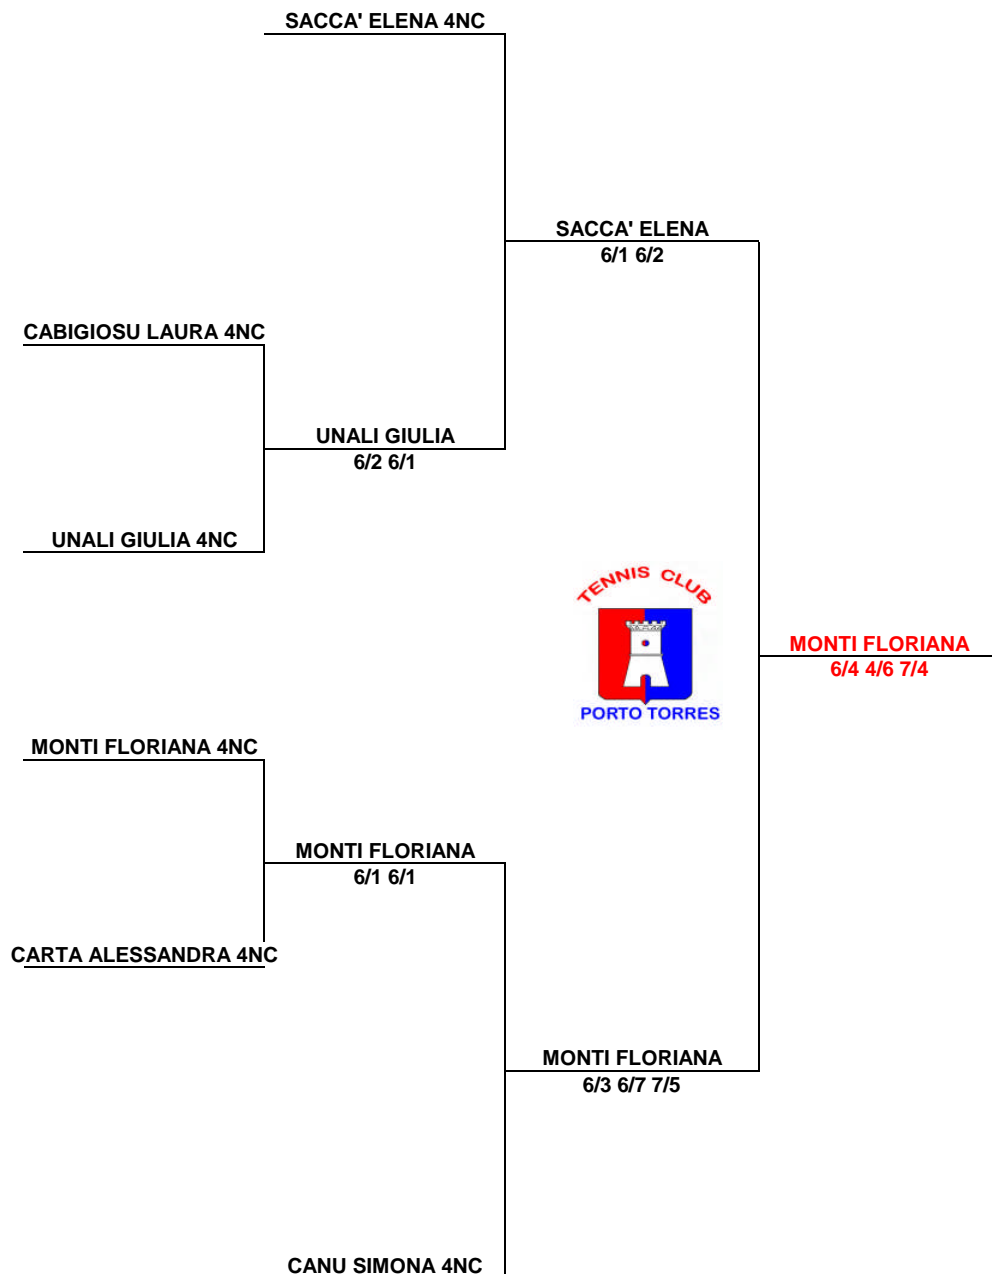 SACCA' ELENA 4NC
SACCA' ELENA
6/1 6/2
CABIGIOSU LAURA 4NC
UNALI GIULIA
6/2 6/1
UNALI GIULIA 4NC
TENNIS CLUB
PORTO TORRES
MONTI FLORIANA
6/4 4/6 7/4
MONTI FLORIANA 4NC
MONTI FLORIANA
6/1 6/1
CARTA ALESSANDRA 4NC
MONTI FLORIANA
6/3 6/7 7/5
CANU SIMONA 4NC